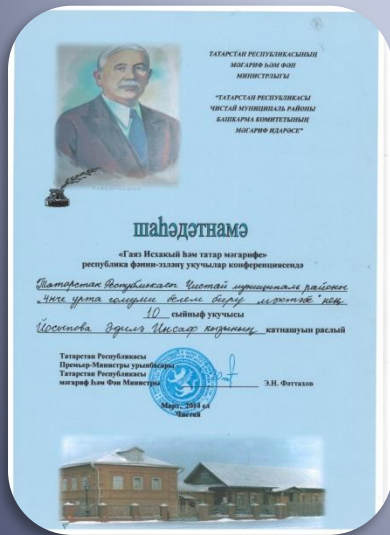 ТАТАРСТАН РЕСПУБЛИКАСЫНЫҢ
МӘГАРИФ ҺӘМ ФӘН
МИНИСТРЛЫГЫ
"ТАТАРСТАН РЕСПУБЛИКАСЫ
ЧИСТАЙ МУНИЦИПАЛЬ РАЙОНЫ
БАШКАРМА КОМИТЕТЫНЫҢ
МӘГАРИФ ИДАРӘСЕ"
шаһәдәтнамә
«Гаяз Исхакый һәм татар мәгарифе»
республика фәнни-эзләнү укучылар конференциясендә
Татарстан Республикасы Чистай муниципаль районы
4нче урта гомуми белем бирү мәктәбе" нең
10 сыйныф укучысы
Йосыпова Әдилә Инсаф кызының катнашуын раслый
Татарстан Республикасы
Премьер-Министры урынбасары
Татарстан Республикасы
мәгариф һәм Фән Министры
Э.Н. Фәттахов
Март, 2014 ел
Чистай